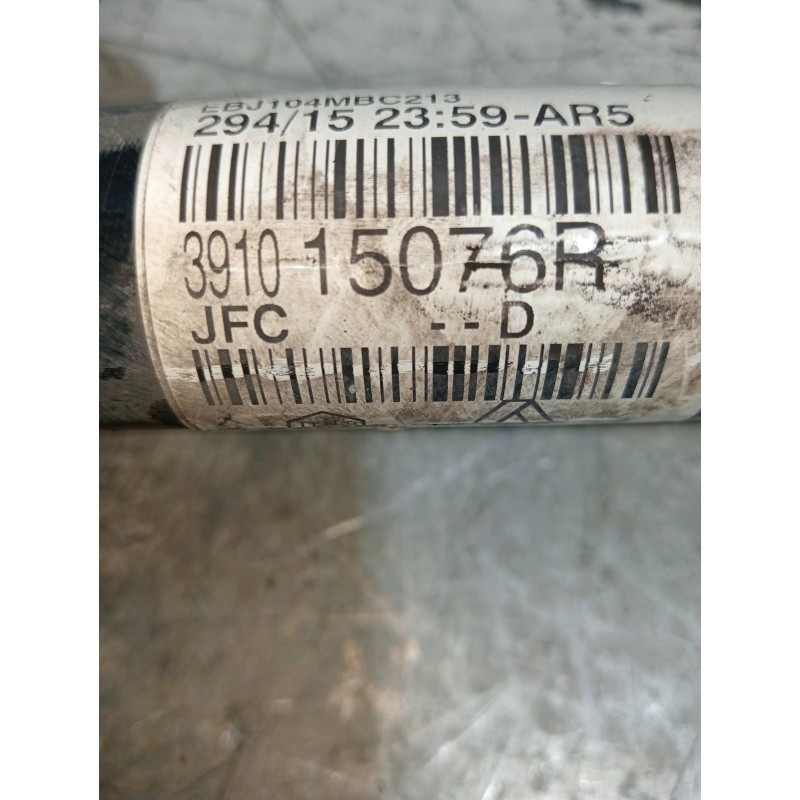 EBJ104MBC213
294/15 23:59-AR5
3910 15076R
JFC - - D